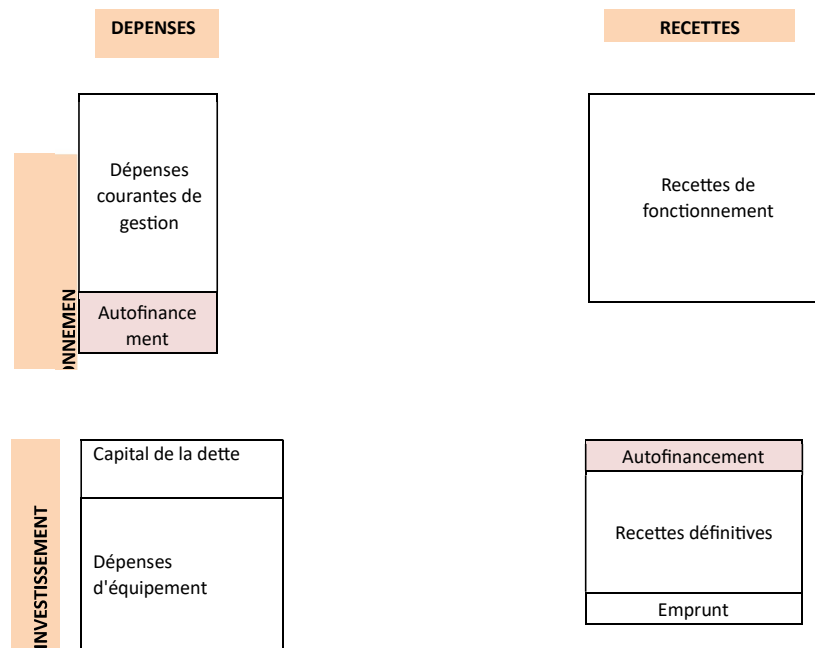 DEPENSES
RECETTES
Dépenses
courantes de
gestion
Recettes de
fonctionnement
ONNEMEN
Autofinance
ment
Capital de la dette
Autofinancement
Recettes définitives
INVESTISSEMENT
Dépenses
d'équipement
Emprunt